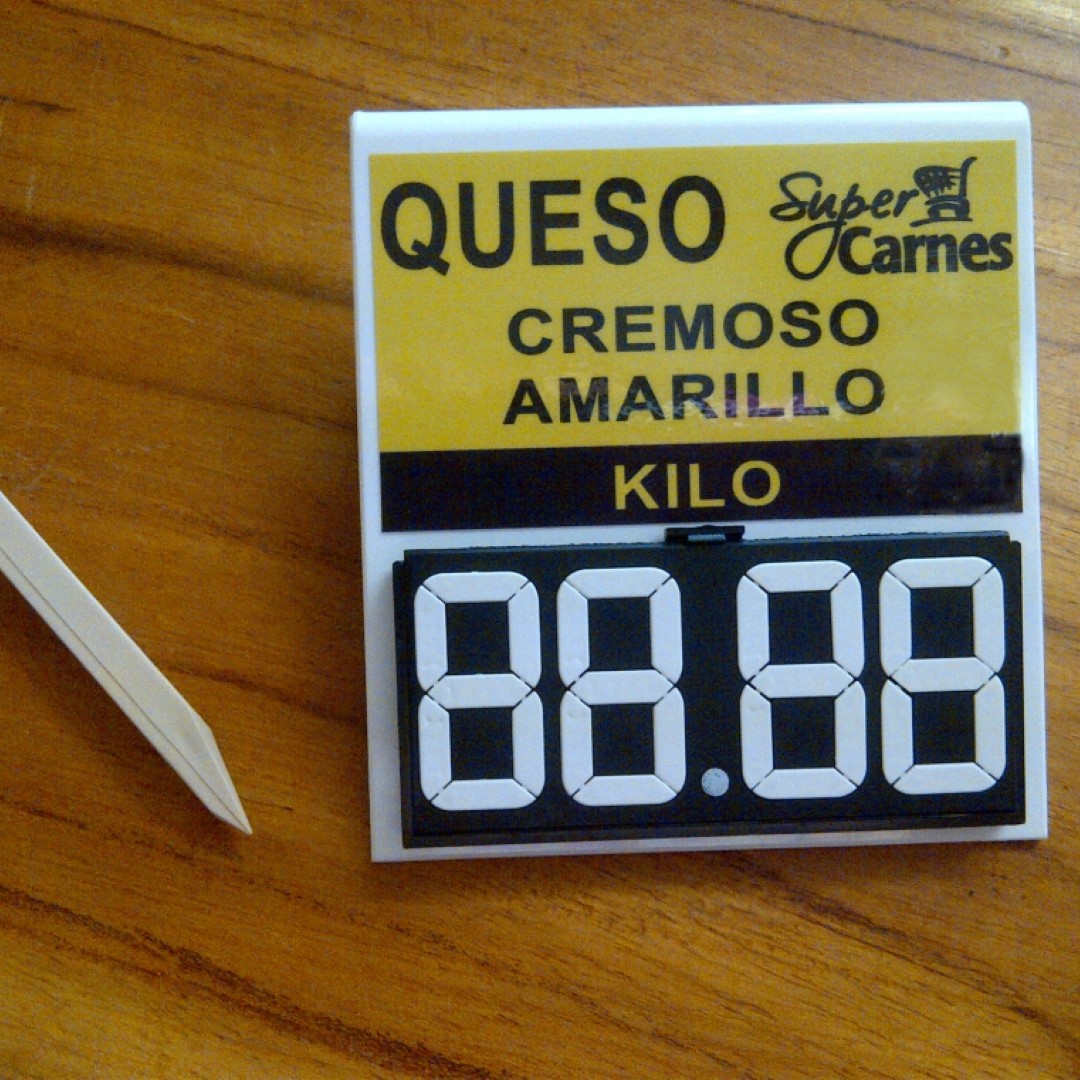 QUESO
Super
Carnes
CREMOSO
AMARILLO
KILO
88.88